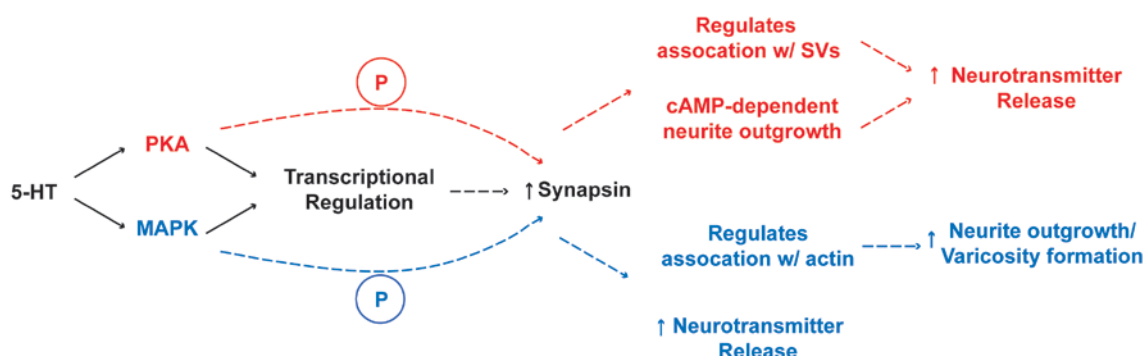 5-HT
PKA
MAPK
P
P
Transcriptional
Regulation
↑ Synapsin
Regulates
assocation w/ SVs
cAMP-dependent
neurite outgrowth
↑ Neurotransmitter
Release
Regulates
assocation w/ actin
↑ Neurite outgrowth/
Varicosity formation
↑ Neurotransmitter
Release